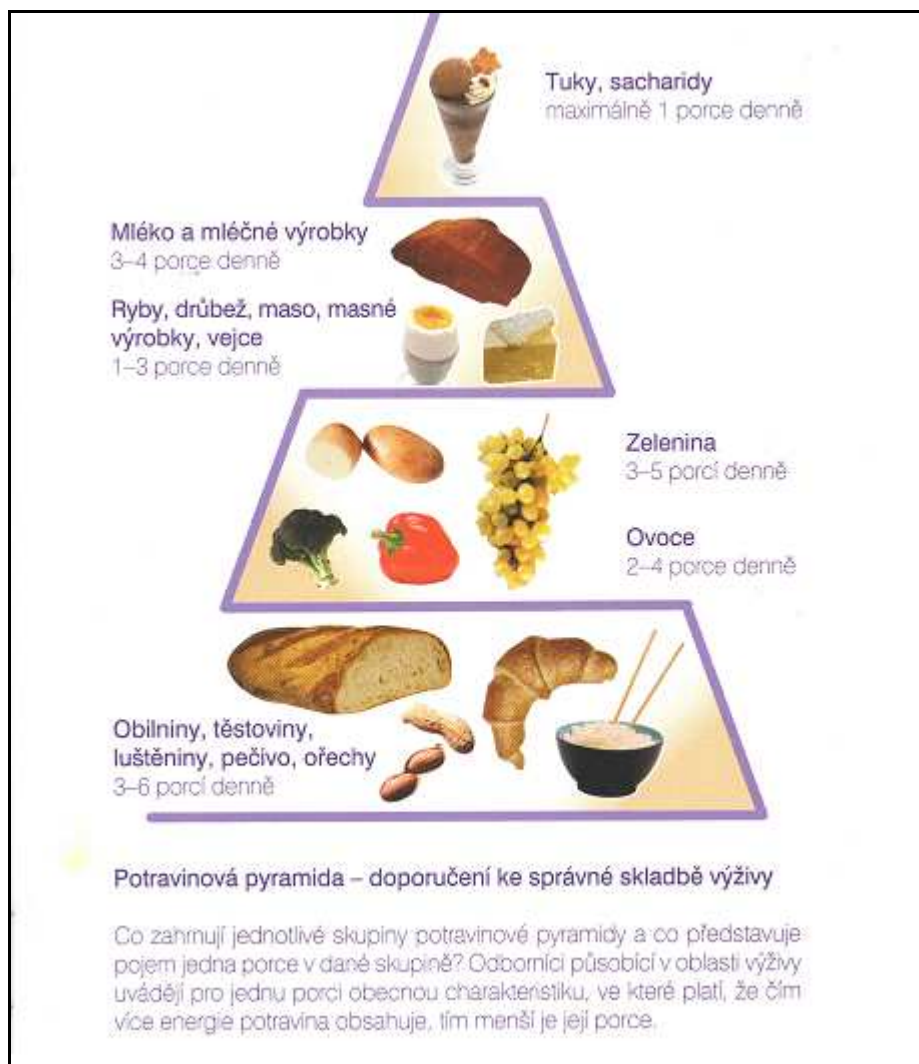 Tuky, sacharidy
maximálně 1 porce denně
Mléko a mléčné výrobky
3–4 porce denně
Ryby, drůbež, maso, masné
výrobky, vejce
1–3 porce denně
Zelenina
3–5 porcí denně
Ovoce
2–4 porce denně
Obilniny, těstoviny,
luštěniny, pečivo, ořechy
3–6 porcí denně
Potravinová pyramida – doporučení ke správné skladbě výživy
Co zahrnují jednotlivé skupiny potravinové pyramidy a co představuje
pojem jedna porce v dané skupině? Odborníci působící v oblasti výživy
uvádějí pro jednu porci obecnou charakteristiku, ve které platí, že čím
více energie potravina obsahuje, tím menší je její porce.